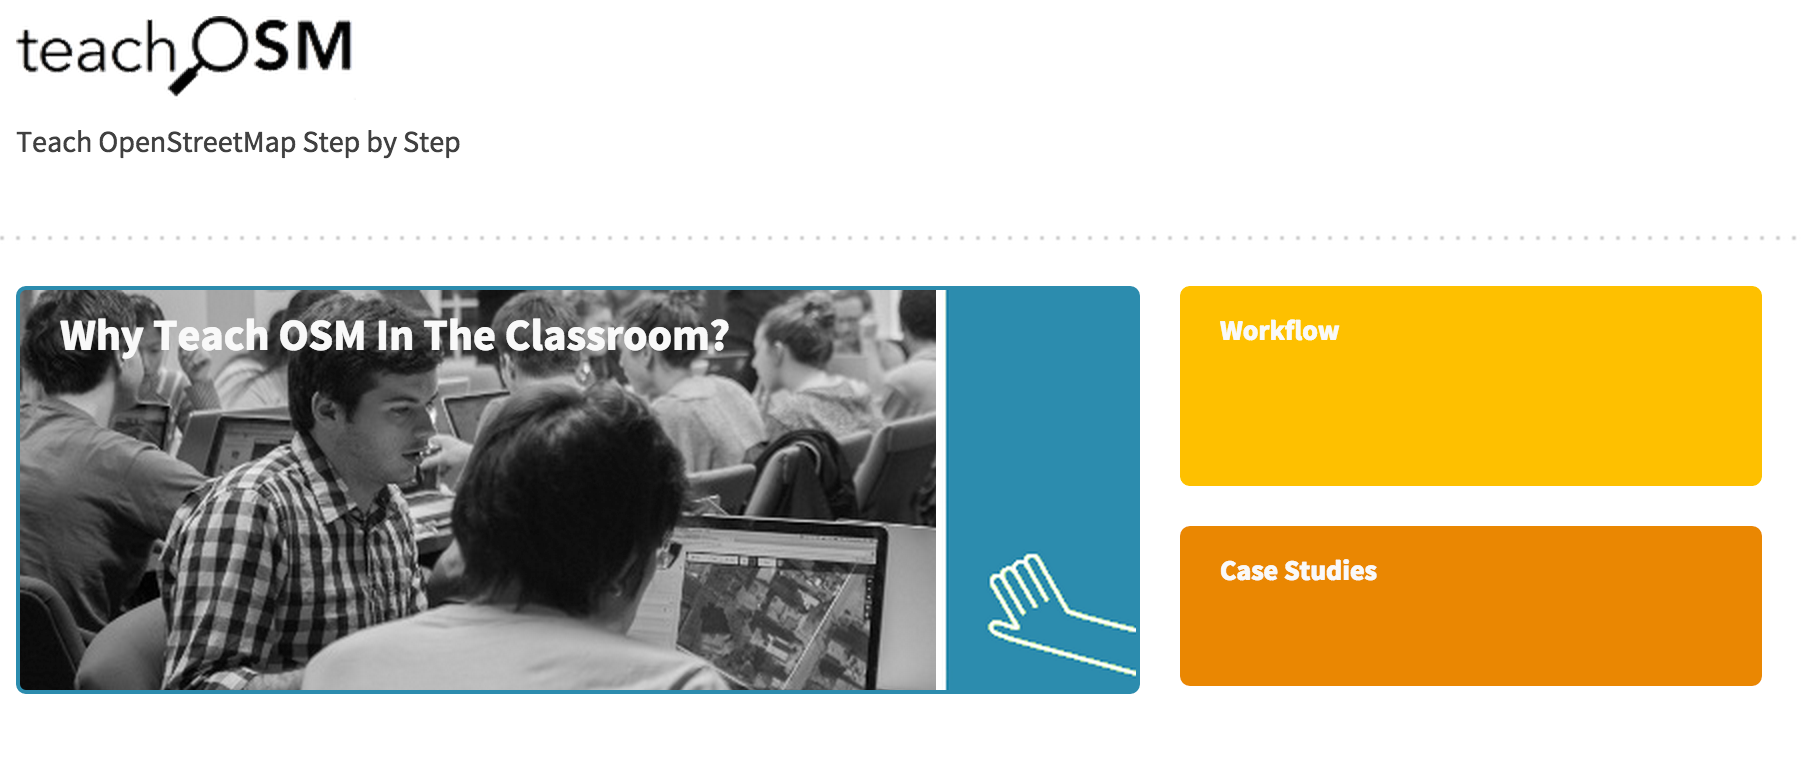 teachOSM
Teach OpenStreetMap Step by Step
Why Teach OSM In The Classroom?
Workflow
Case Studies